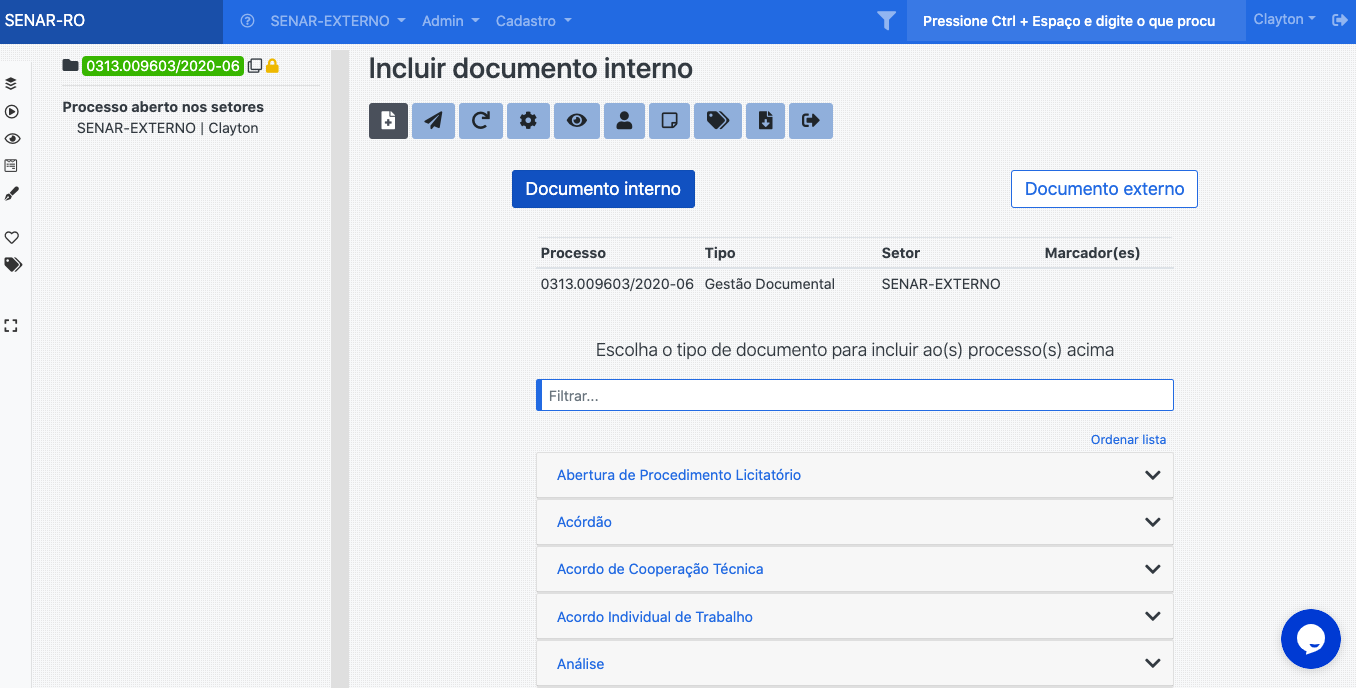 SENAR-RO
SENAR-EXTERNO Admin Cadastro
Pressione Ctrl + Espaço e digite o que procu
Clayton
0313.009603/2020-06
Processo aberto nos setores
SENAR-EXTERNO | Clayton
Incluir documento interno
Documento interno
Documento externo
Processo Tipo Setor Marcador(es)
0313.009603/2020-06 Gestão Documental SENAR-EXTERNO
Escolha o tipo de documento para incluir ao(s) processo(s) acima
Filtrar...
Ordenar lista
Abertura de Procedimento Licitatório
Acórdão
Acordo de Cooperação Técnica
Acordo Individual de Trabalho
Análise